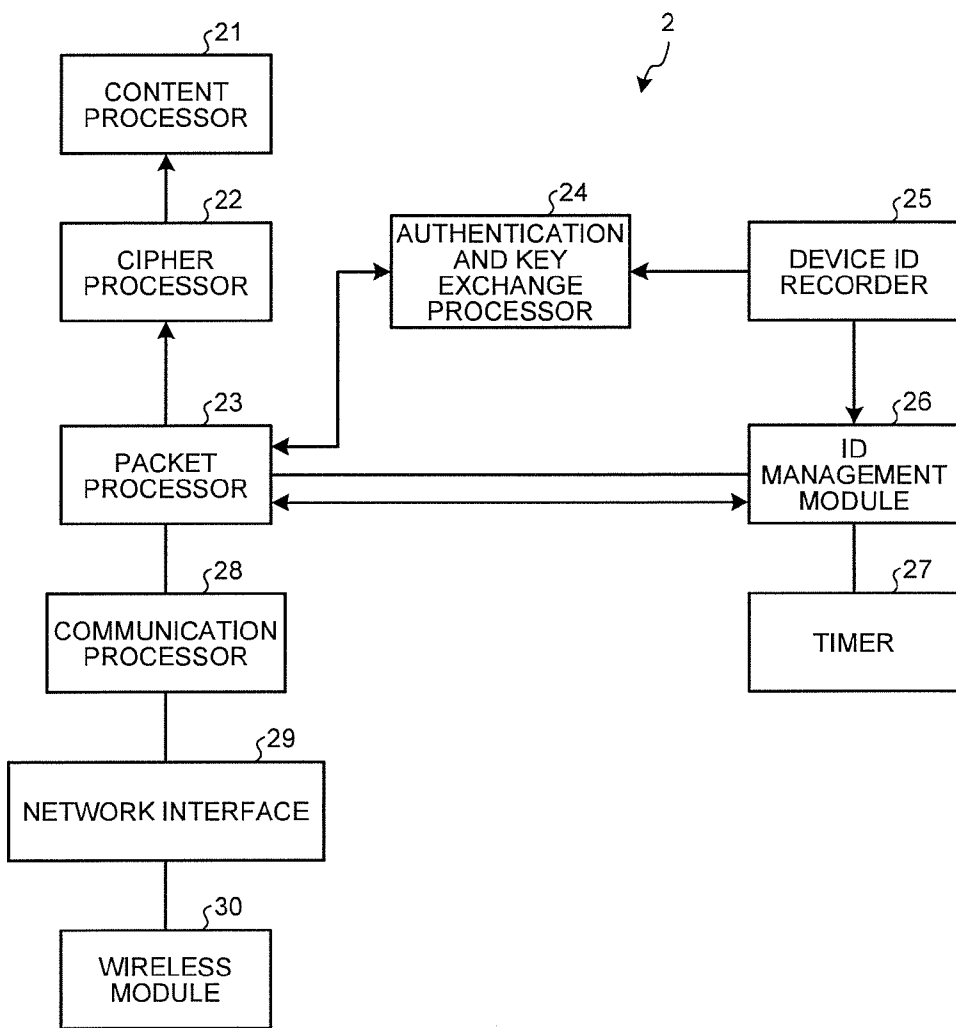 2
21
CONTENT
PROCESSOR
22
CIPHER
PROCESSOR
24
AUTHENTICATION
AND KEY
EXCHANGE
PROCESSOR
25
DEVICE ID
RECORDER
23
PACKET
PROCESSOR
26
ID
MANAGEMENT
MODULE
28
COMMUNICATION
PROCESSOR
27
TIMER
29
NETWORK INTERFACE
30
WIRELESS
MODULE